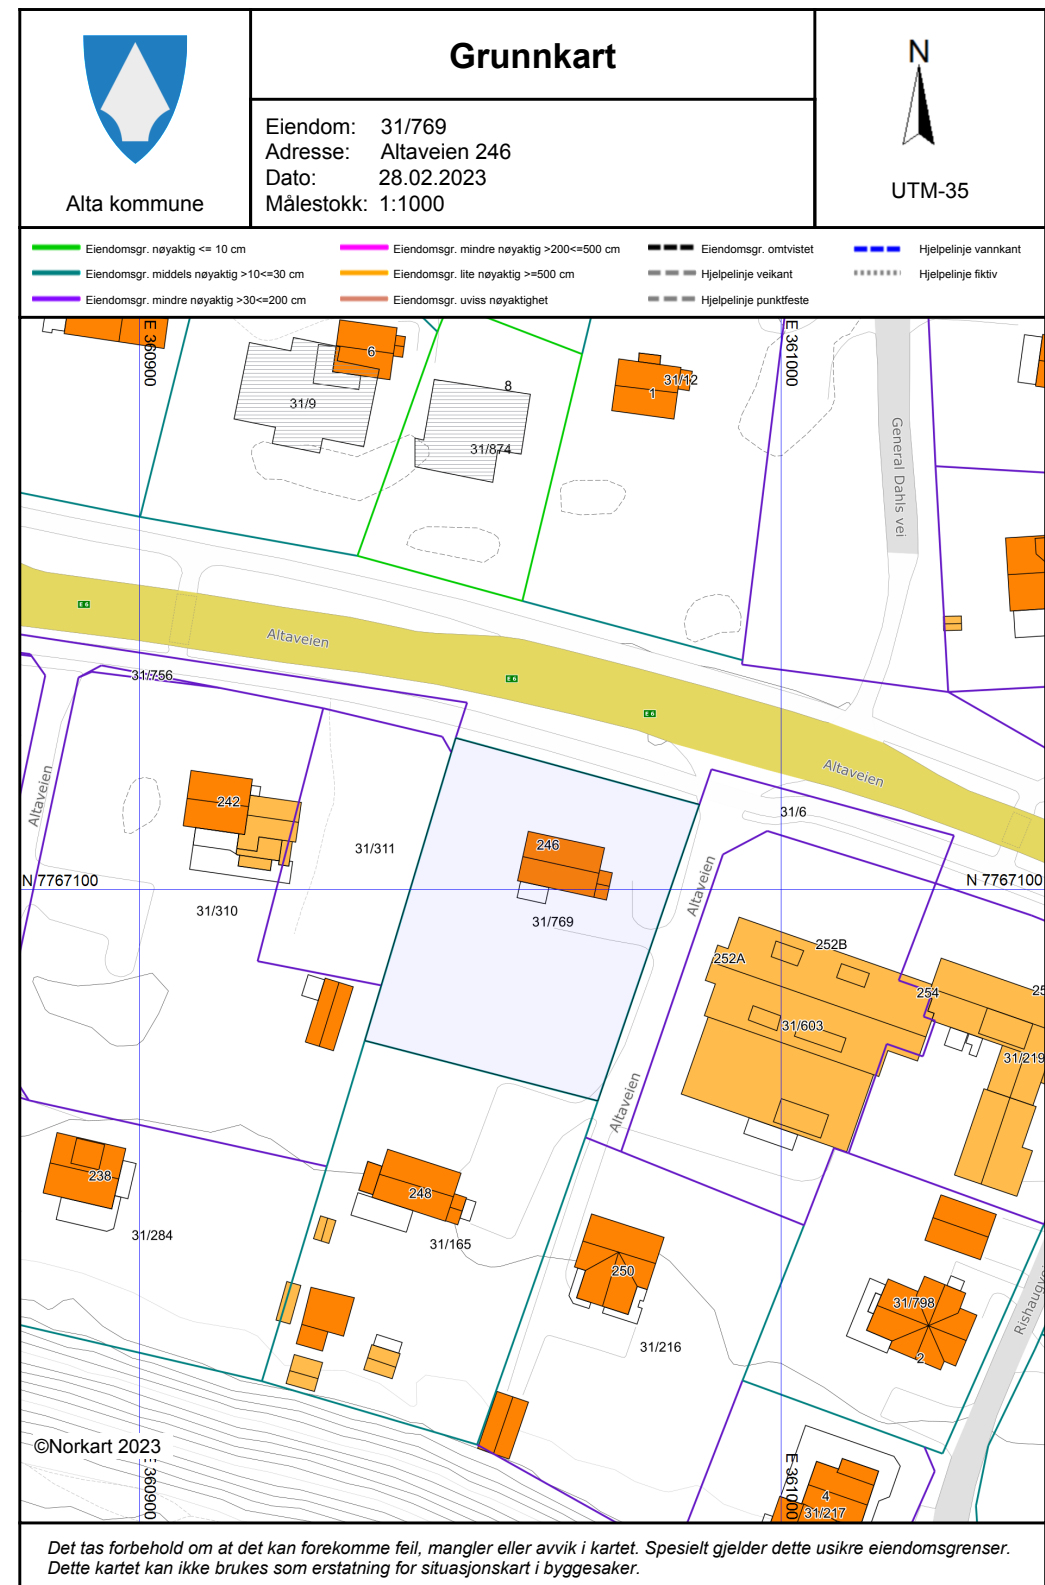 Alta kommune
Grunnkart
Eiendom: 31/769
Adresse: Altaveien 246
Dato: 28.02.2023
Målestokk: 1:1000
N
UTM-35
Eiendomsgr. nøyaktig <= 10 cm
Eiendomsgr. mindre nøyaktig >200<=500 cm
Eiendomsgr. omtvistet
Hjelpelinje vannkant
Eiendomsgr. middels nøyaktig >10<=30 cm
Eiendomsgr. lite nøyaktig >=500 cm
Hjelpelinje veikant
Hjelpelinje fiktiv
Eiendomsgr. mindre nøyaktig >30<=200 cm
Eiendomsgr. uviss nøyaktighet
Hjelpelinje punktfeste
E 360900
E 361000
6
31/9
8
31/874
31/12
1
General Dahls vei
E 6
Altaveien
31/756
E 6
E 6
Altaveien
Altaveien
242
31/311
246
31/6
N 7767100
N 7767100
31/310
31/769
Altaveien
252B
252A
254
25
31/603
31/219
Altaveien
238
248
31/284
31/165
250
31/216
31/798
2
Rishaugve
©Norkart 2023
E 360900
E 361000
4
31/217
Det tas forbehold om at det kan forekomme feil, mangler eller avvik i kartet. Spesielt gjelder dette usikre eiendomsgrenser.
Dette kartet kan ikke brukes som erstatning for situasjonskart i byggesaker.